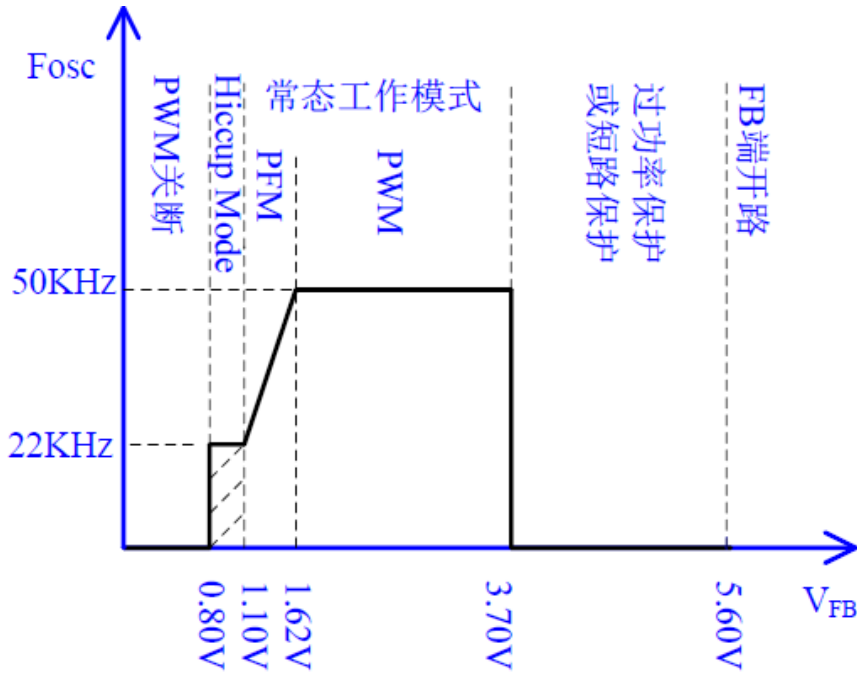 Fosc
PWM关断
Hiccup Mode
常态工作模式
PFM
PWM
过功率保护
或短路保护
FB端开路
50KHz
22KHz
0.80V
1.10V
1.62V
3.70V
5.60V
VFB